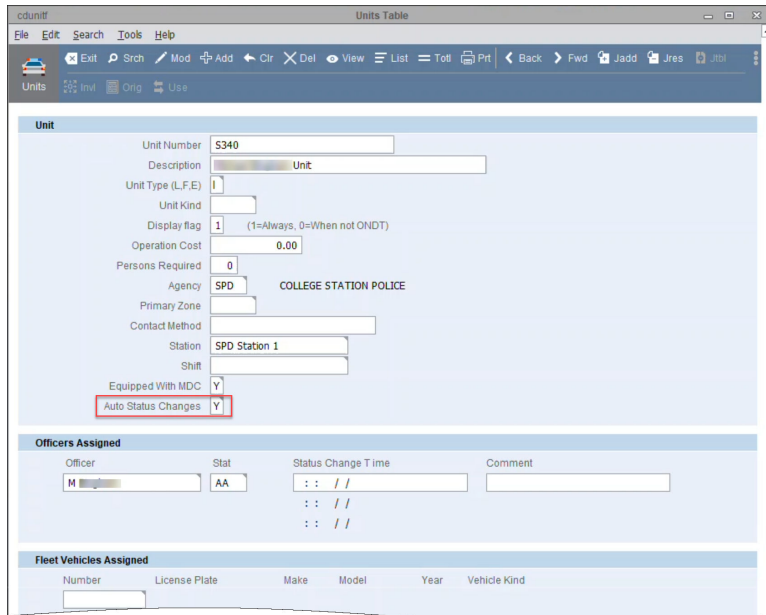 cdunitf Units Table
File Edit Search Tools Help
Exit Srch Mod Add Clr Del View List Totl Prt Back Fwd Jadd Jres Jtbl
Units Invl Orig Use
Unit
Unit Number S340
Description Unit
Unit Type (L,F,E) l
Unit Kind
Display flag 1 (1=Always, 0=When not ONDT)
Operation Cost 0.00
Persons Required 0
Agency SPD COLLEGE STATION POLICE
Primary Zone
Contact Method
Station SPD Station 1
Shift
Equipped With MDC Y
Auto Status Changes Y
Officers Assigned
Officer Stat Status Change T ime Comment
M AA : : / /
: : / /
: : / /
Fleet Vehicles Assigned
Number License Plate Make Model Year Vehicle Kind